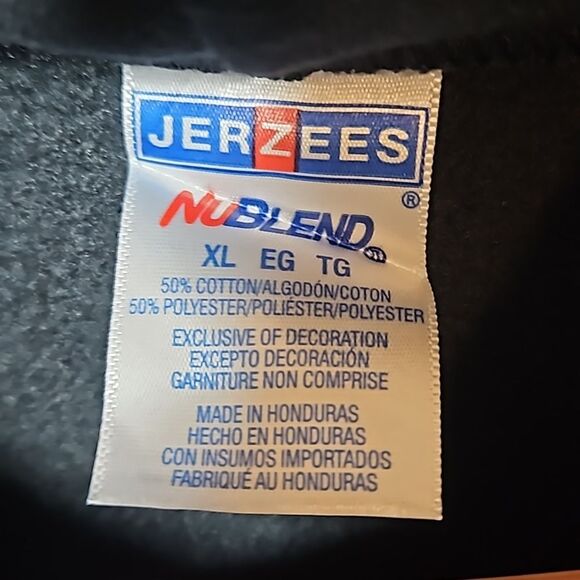 JERZEES
®
NUBLEND
XL EG TG
50% COTTON/ALGODÓN/COTON
50% POLYESTER/POLIÉSTER/POLYESTER
EXCLUSIVE OF DECORATION
EXCEPTO DECORACIÓN
GARNITURE NON COMPRISE
MADE IN HONDURAS
HECHO EN HONDURAS
CON INSUMOS IMPORTADOS
FABRIQUÉ AU HONDURAS